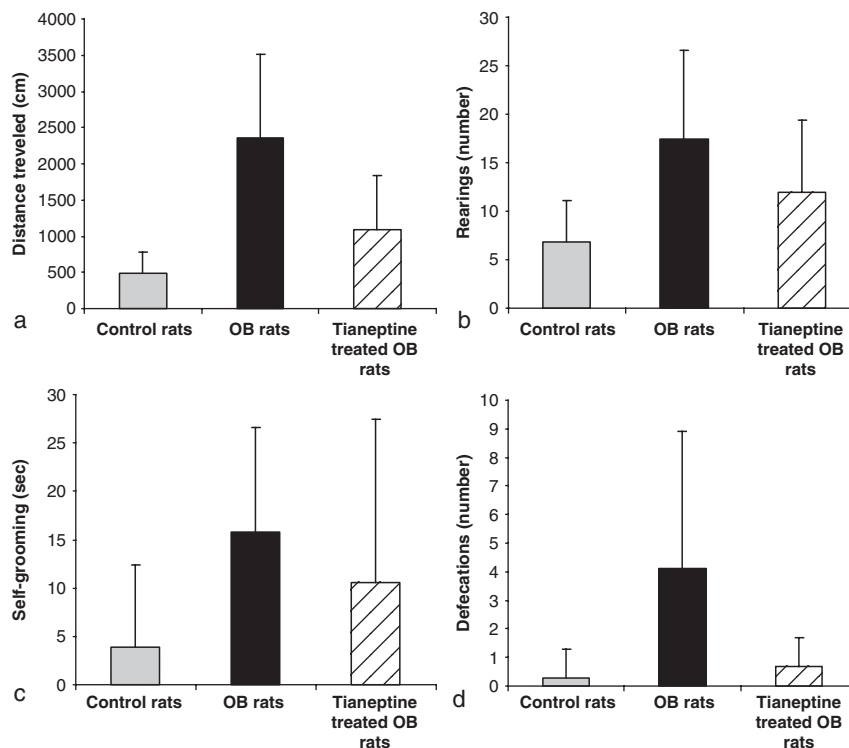 Distance treveled (cm)
4000
3500
3000
2500
2000
1500
1000
500
0
a
Control rats
OB rats
Tianeptine
treated OB
rats
Rearings (number)
30
25
20
15
10
5
0
b
Control rats
OB rats
Tianeptine
treated OB
rats
Self-grooming (sec)
30
25
20
15
10
5
0
c
Control rats
OB rats
Tianeptine
treated OB
rats
Defecations (number)
10
9
8
7
6
5
4
3
2
1
0
d
Control rats
OB rats
Tianeptine
treated OB
rats